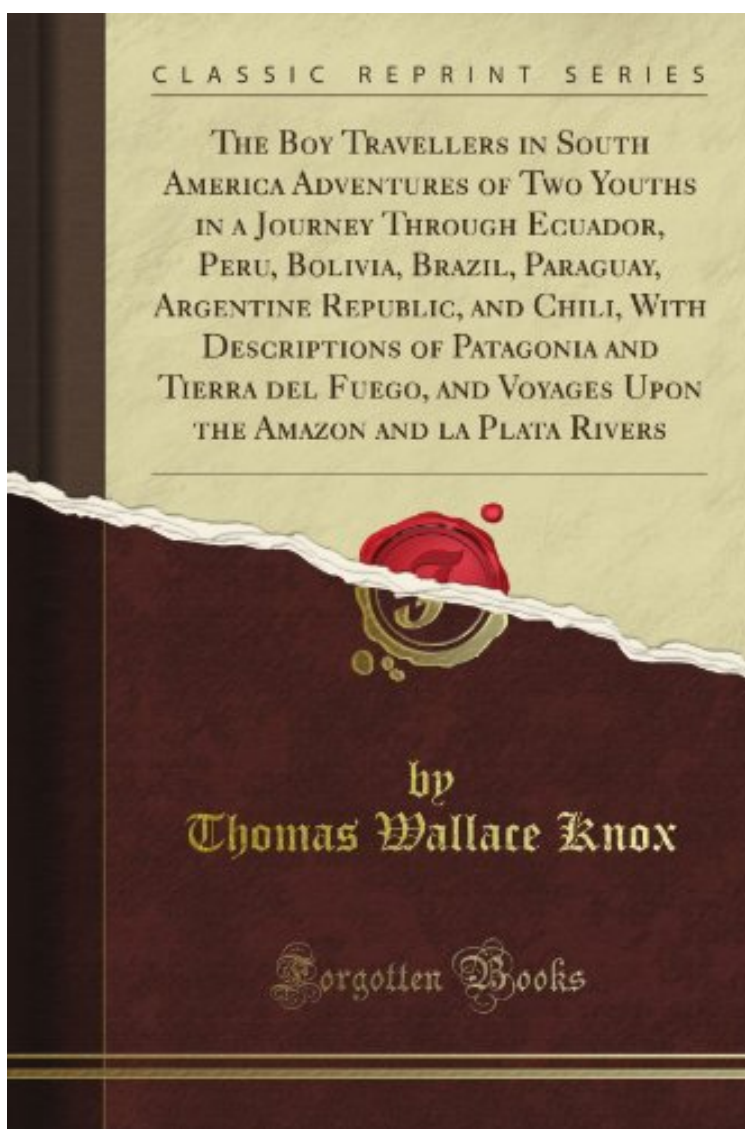 CLASSIC REPRINT SERIES
THE BOY TRAVELLERS IN SOUTH
AMERICA ADVENTURES OF TWO YOUTHS
IN A JOURNEY THROUGH ECUADOR,
PERU, BOLIVIA, BRAZIL, PARAGUAY,
ARGENTINE REPUBLIC, AND CHILI, WITH
DESCRIPTIONS OF PATAGONIA AND
TIERRA DEL FUEGO, AND VOYAGES UPON
THE AMAZON AND LA PLATA RIVERS
by
Thomas Wallace Knox
Forgotten Books